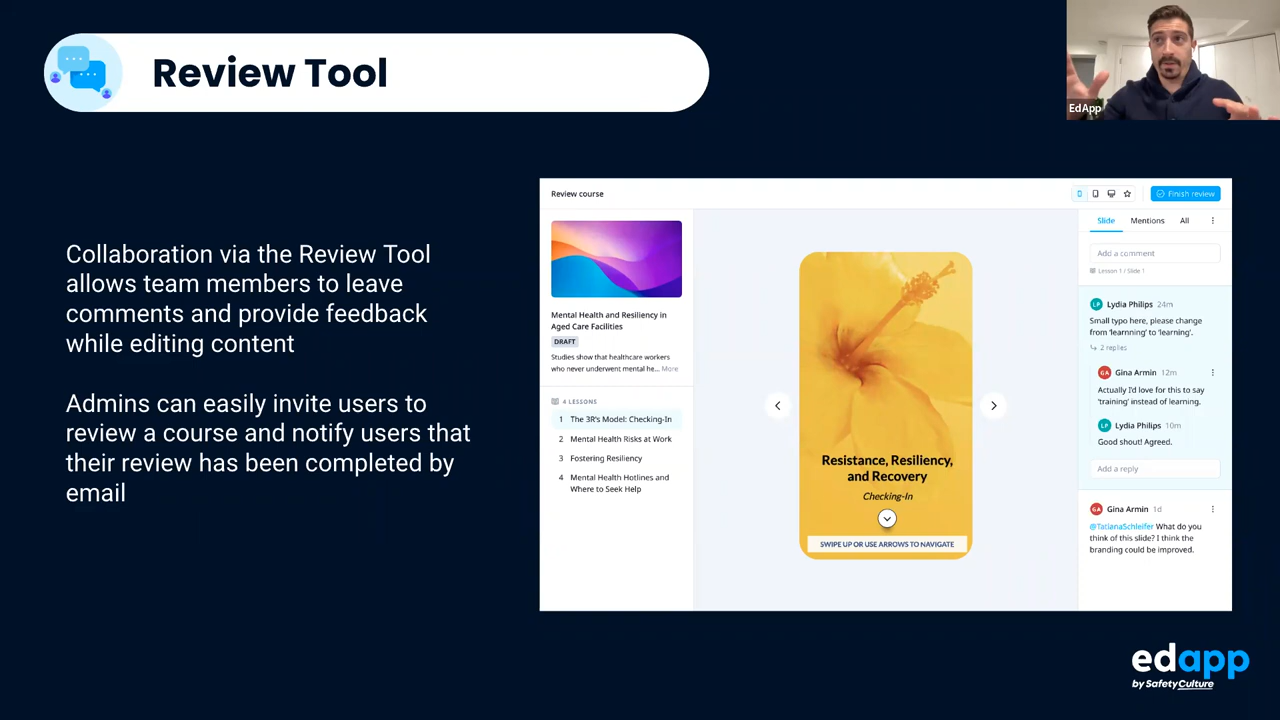 Review Tool
EdApp
Collaboration via the Review Tool
allows team members to leave
comments and provide feedback
while editing content
Admins can easily invite users to
review a course and notify users that
their review has been completed by
email
Review course
Finish review
Mental Health and Resiliency in
Aged Care Facilities
DRAFT
Studies show that healthcare workers
who never underwent mental he... More
4 LESSONS
1 The 3R's Model: Checking-In
2 Mental Health Risks at Work
3 Fostering Resiliency
4 Mental Health Hotlines and
Where to Seek Help
Resistance, Resiliency,
and Recovery
Checking-In
SWIPE UP OR USE ARROWS TO NAVIGATE
Slide Mentions All
Add a comment
Lesson 1 / Slide 1
LP Lydia Philips 24m
Small typo here, please change
from 'learnning' to 'learning'.
2 replies
GA Gina Armin 12m
Actually I'd love for this to say
'training' instead of learning.
LP Lydia Philips 10m
Good shout! Agreed.
Add a reply
GA Gina Armin 1d
@TatianaSchleifer What do you
think of this slide? I think the
branding could be improved.
edapp
by SafetyCulture